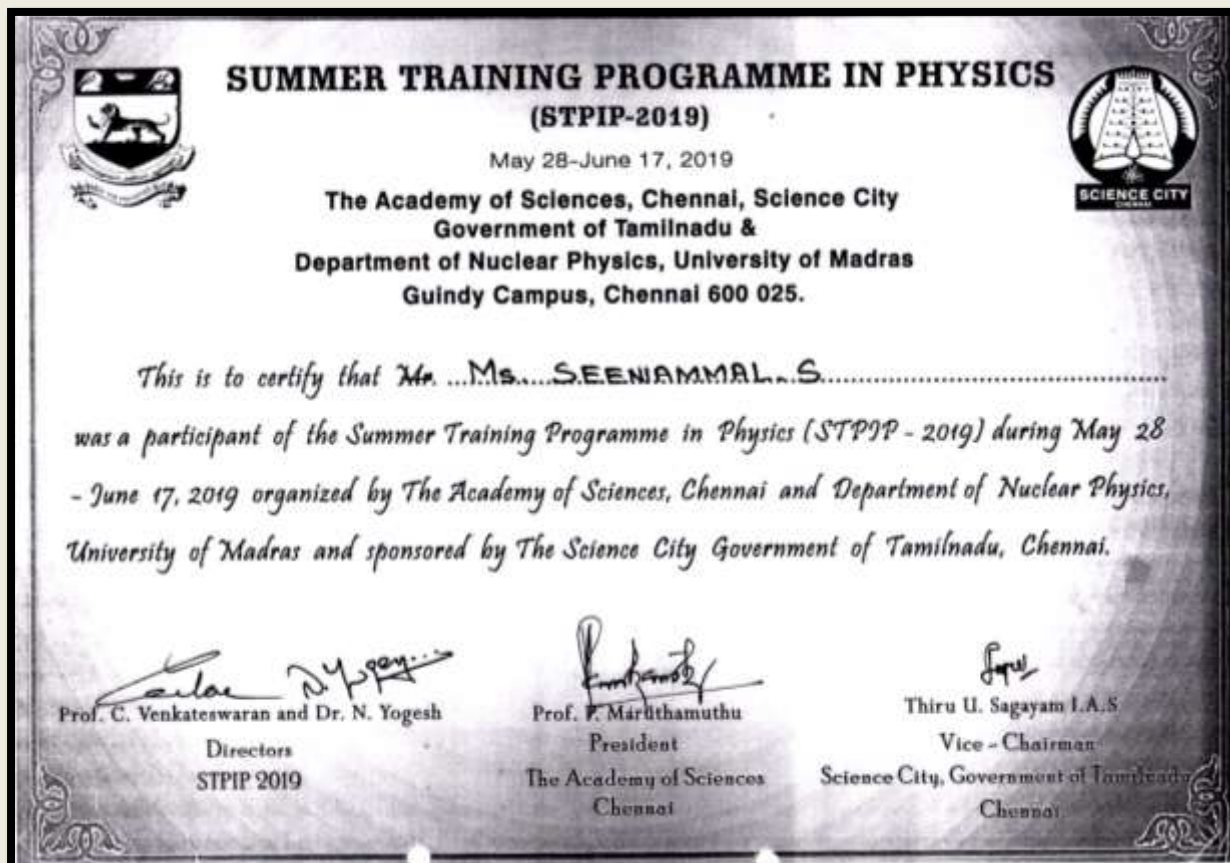 SUMMER TRAINING PROGRAMME IN PHYSICS
(STPIP-2019)
May 28-June 17, 2019
SCIENCE CITY
CHENNAI
The Academy of Sciences, Chennai, Science City
Government of Tamilnadu &
Department of Nuclear Physics, University of Madras
Guindy Campus, Chennai 600 025.
This is to certify that Mr. ...Ms....SEENIAMMAL..S
was a participant of the Summer Training Programme in Physics (STPIP - 2019) during May 28
- June 17, 2019 organized by The Academy of Sciences, Chennai and Department of Nuclear Physics,
University of Madras and sponsored by The Science City Government of Tamilnadu, Chennai.
Prof. C. Venkateswaran and Dr. N. Yogesh
Directors
STPIP 2019
Prof. P. Maruthamuthu
President
The Academy of Sciences
Chennai
Thiru U. Sagayam I.A.S
Vice - Chairman
Science City, Government of Tamilnadu
Chennai